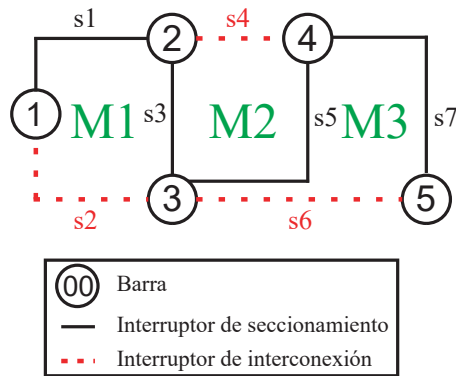 s1
s4
2
4
1
M1
s3
M2
s5
M3
s7
s2
3
s6
5
00
Barra
Interruptor de seccionamiento
Interruptor de interconexión